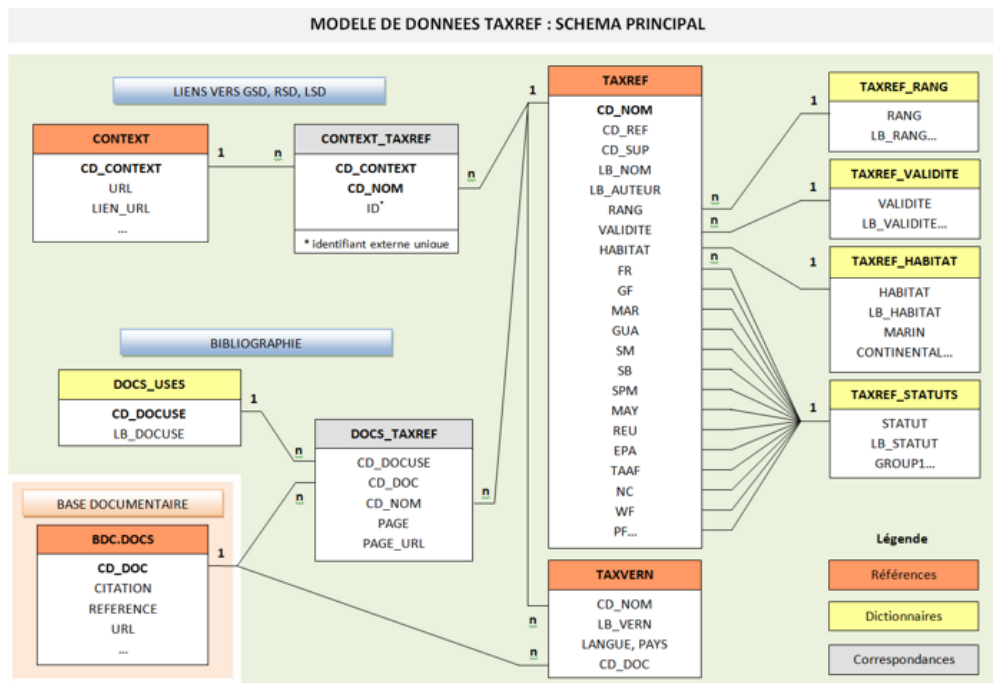 MODELE DE DONNEES TAXREF : SCHEMA PRINCIPAL
LIENS VERS GSD, RSD, LSD
CONTEXT
CD_CONTEXT
URL
LIEN_URL
...
1
n
CONTEXT_TAXREF
CD_CONTEXT
CD_NOM
ID*
* identifiant externe unique
n
1
TAXREF
CD_NOM
CD_REF
CD_SUP
LB_NOM
LB_AUTEUR
RANG
VALIDITE
HABITAT
FR
GF
MAR
GUA
SM
SB
SPM
MAY
REU
EPA
TAAF
NC
WF
PF...
n
n
n
1
TAXREF_RANG
RANG
LB_RANG...
1
TAXREF_VALIDITE
VALIDITE
LB_VALIDITE...
1
TAXREF_HABITAT
HABITAT
LB_HABITAT
MARIN
CONTINENTAL...
1
TAXREF_STATUTS
STATUT
LB_STATUT
GROUP1...
BIBLIOGRAPHIE
DOCS_USES
CD_DOCUSE
LB_DOCUSE
1
n
n
DOCS_TAXREF
CD_DOCUSE
CD_DOC
CD_NOM
PAGE
PAGE_URL
n
BASE DOCUMENTAIRE
BDC.DOCS
CD_DOC
CITATION
REFERENCE
URL
...
1
n
n
TAXVERN
CD_NOM
LB_VERN
LANGUE, PAYS
CD_DOC
Légende
Références
Dictionnaires
Correspondances